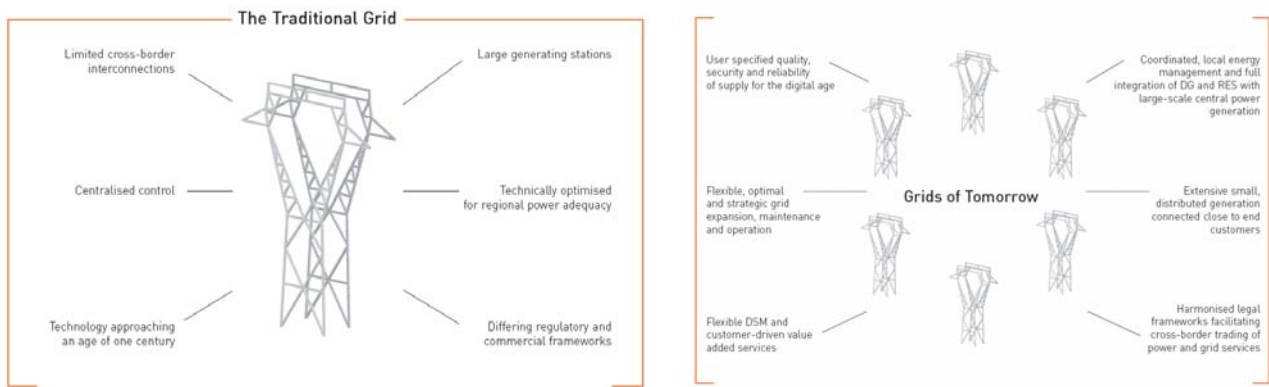 The Traditional Grid
Limited cross-border
interconnections
Large generating stations
Centralised control
Technically optimised
for regional power adequacy
Technology approaching
an age of one century
Differing regulatory and
commercial frameworks
User specified quality,
security and reliability
of supply for the digital age
Coordinated, local energy
management and full
integration of DG and RES with
large-scale central power
generation
Flexible, optimal
and strategic grid
expansion, maintenance
and operation
Grids of Tomorrow
Extensive small,
distributed generation
connected close to end
customers
Flexible DSM and
customer-driven value
added services
Harmonised legal
frameworks facilitating
cross-border trading of
power and grid services